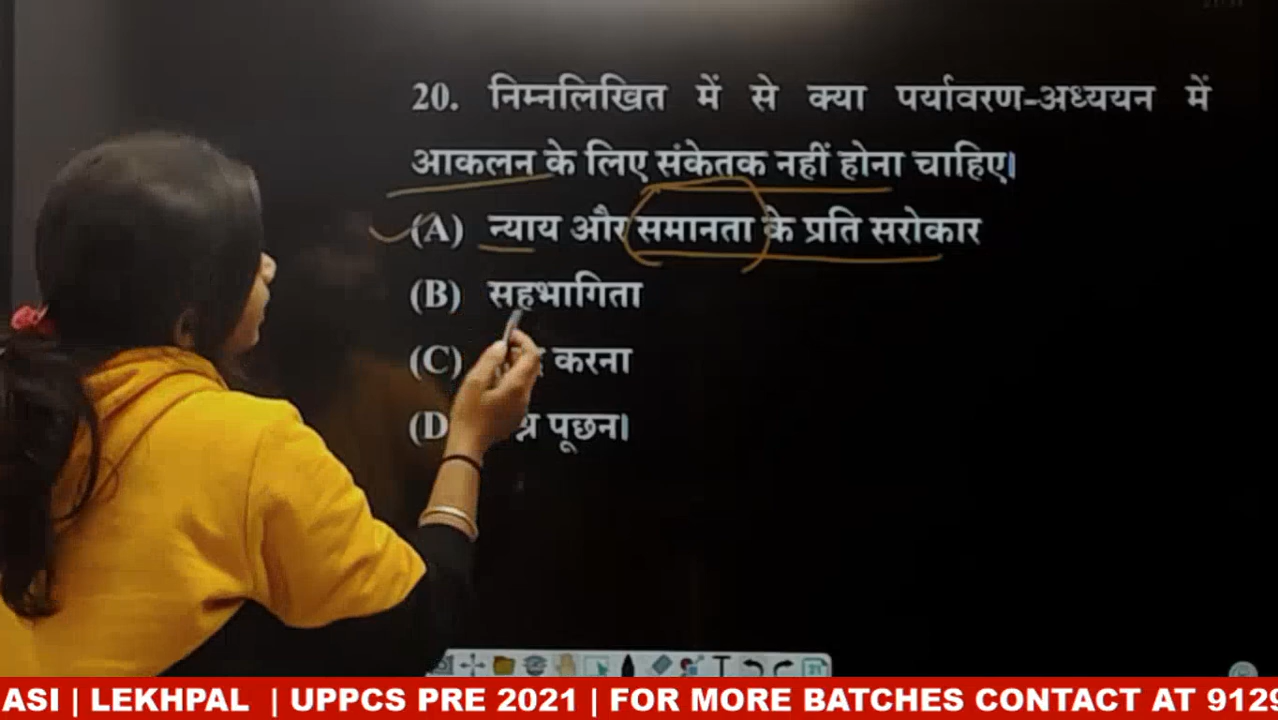 20. निम्नलिखित में से क्या पर्यावरण-अध्ययन में
आकलन के लिए संकेतक नहीं होना चाहिए।
(A) न्याय और समानता के प्रति सरोकार
(B) सहभागिता
(C) करना
(D पूछना
ASI | LEKHPAL | UPPCS PRE 2021 | FOR MORE BATCHES CONTACT AT 9129